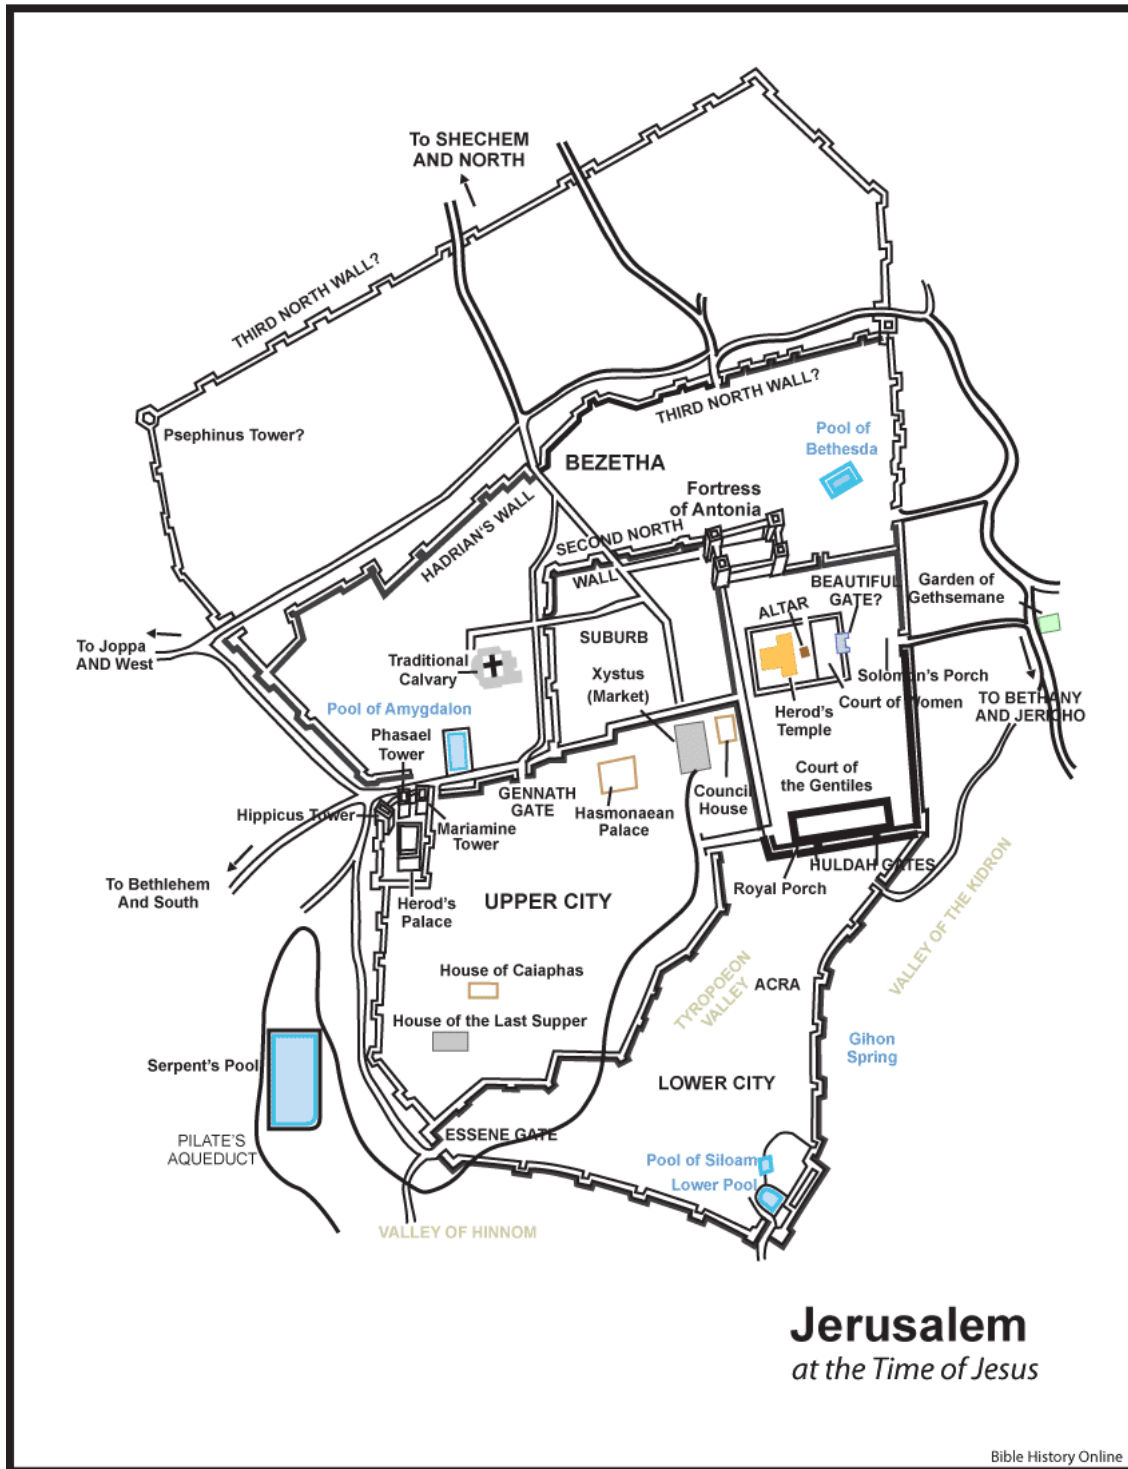 To SHECHEM
AND NORTH
THIRD NORTH WALL?
Psephinus Tower?
THIRD NORTH WALL?
Pool of
Bethesda
BEZETHA
HADRIAN'S WALL
Fortress
of Antonia
SECOND NORTH
WALL
BEAUTIFUL
GATE?
ALTAR
Garden of
Gethsemane
To Joppa
AND West
SUBURB
Traditional
Calvary
Xystus
(Market)
Solomon's Porch
Court of Women
TO BETHANY
AND JERICHO
Herod's
Temple
Pool of Amygdalon
Phasael
Tower
Court of
the Gentiles
GENNATH
GATE
Council
House
Hippicus Tower
Mariamine
Tower
Hasmonaean
Palace
HULDAH GATES
Royal Porch
To Bethlehem
And South
Herod's
Palace
UPPER CITY
VALLEY OF THE KIDRON
House of Caiaphas
TYROPOEON
VALLEY
ACRA
House of the Last Supper
Gihon
Spring
Serpent's Pool
LOWER CITY
PILATE'S
AQUEDUCT
ESSENE GATE
Pool of Siloam
Lower Pool
VALLEY OF HINNOM
Jerusalem
at the Time of Jesus
Bible History Online